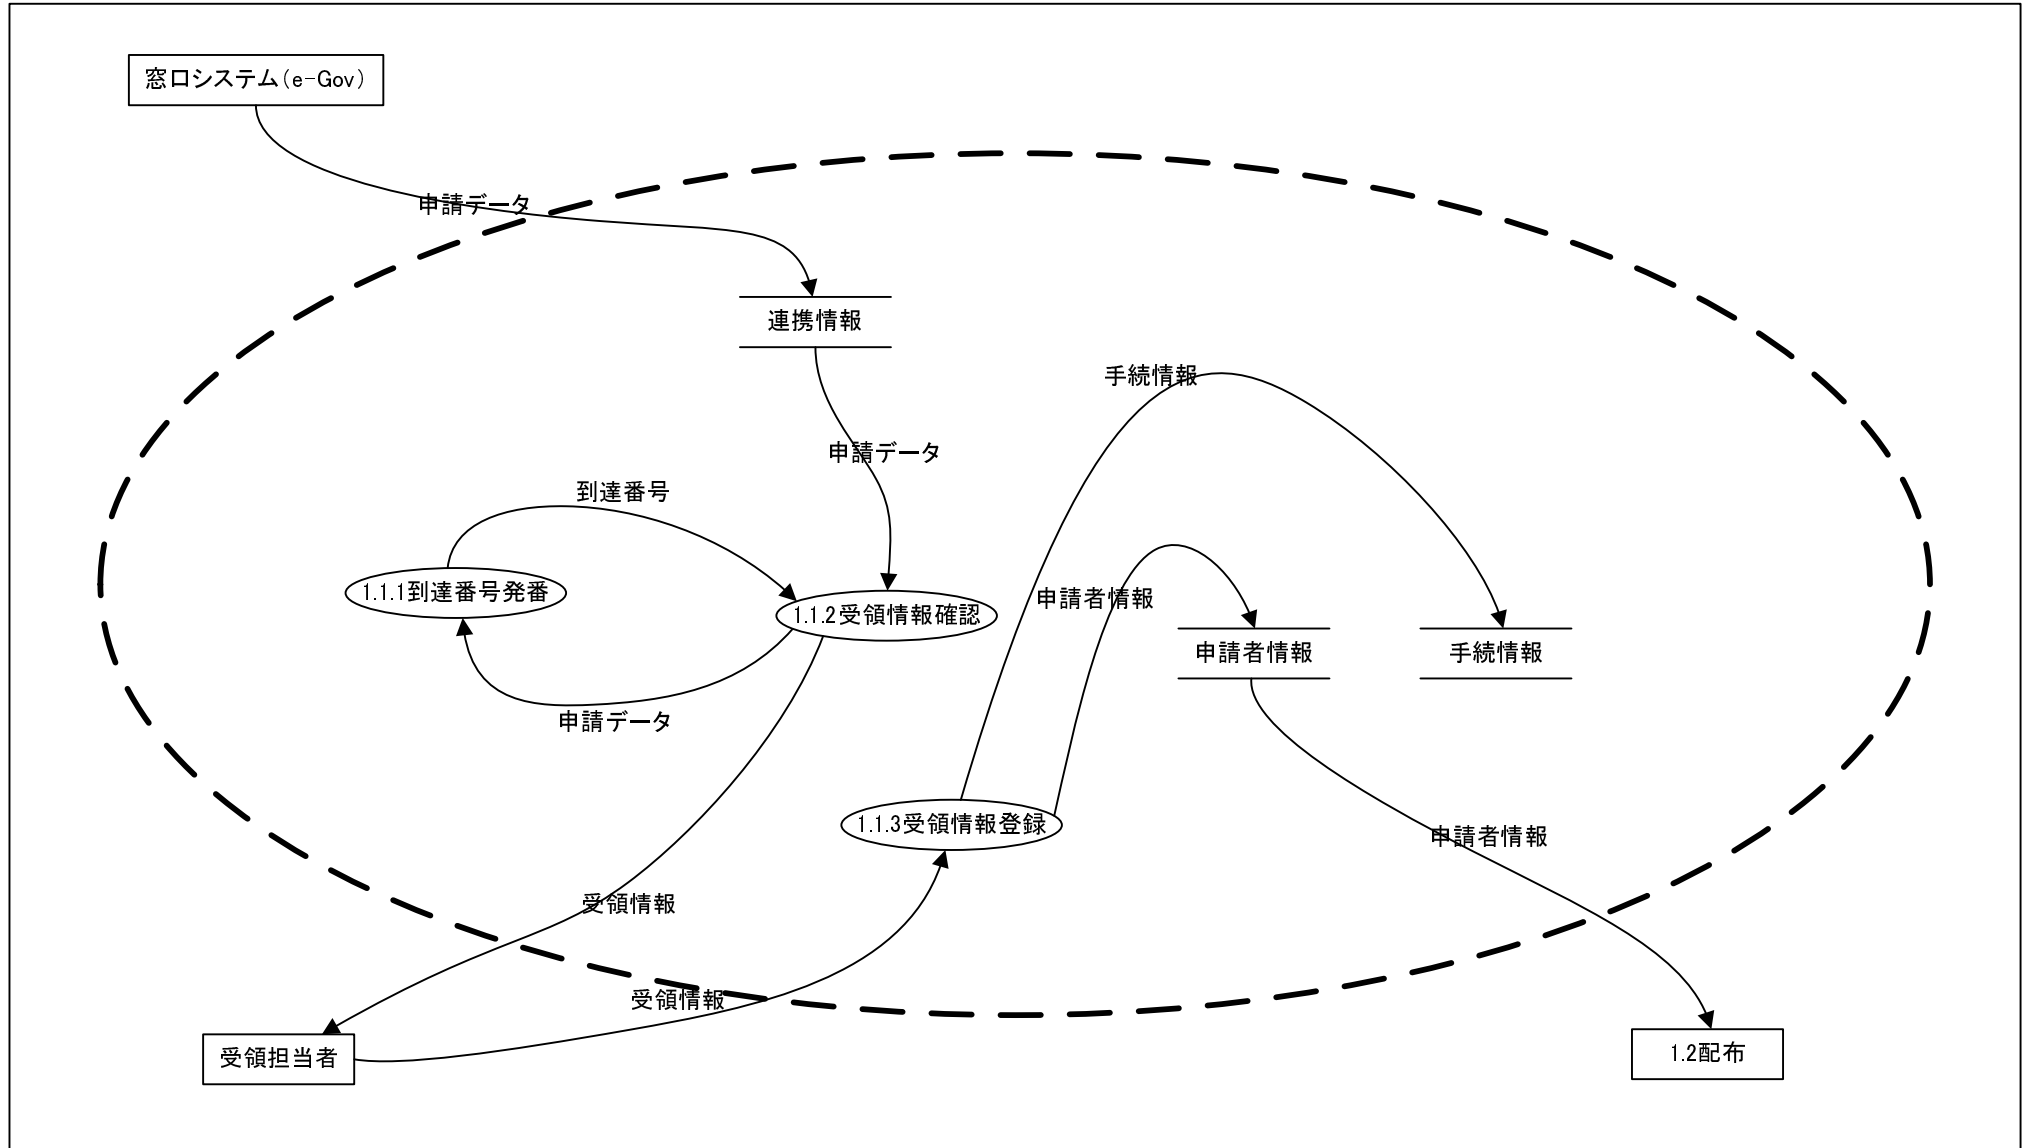 窓口システム(e-Gov)
申請データ
連携情報
手続情報
申請データ
到達番号
1.1.1到達番号発番
1.1.2受領情報確認
申請者情報
申請者情報
手続情報
申請データ
1.1.3受領情報登録
申請者情報
受領情報
受領情報
受領担当者
1.2配布